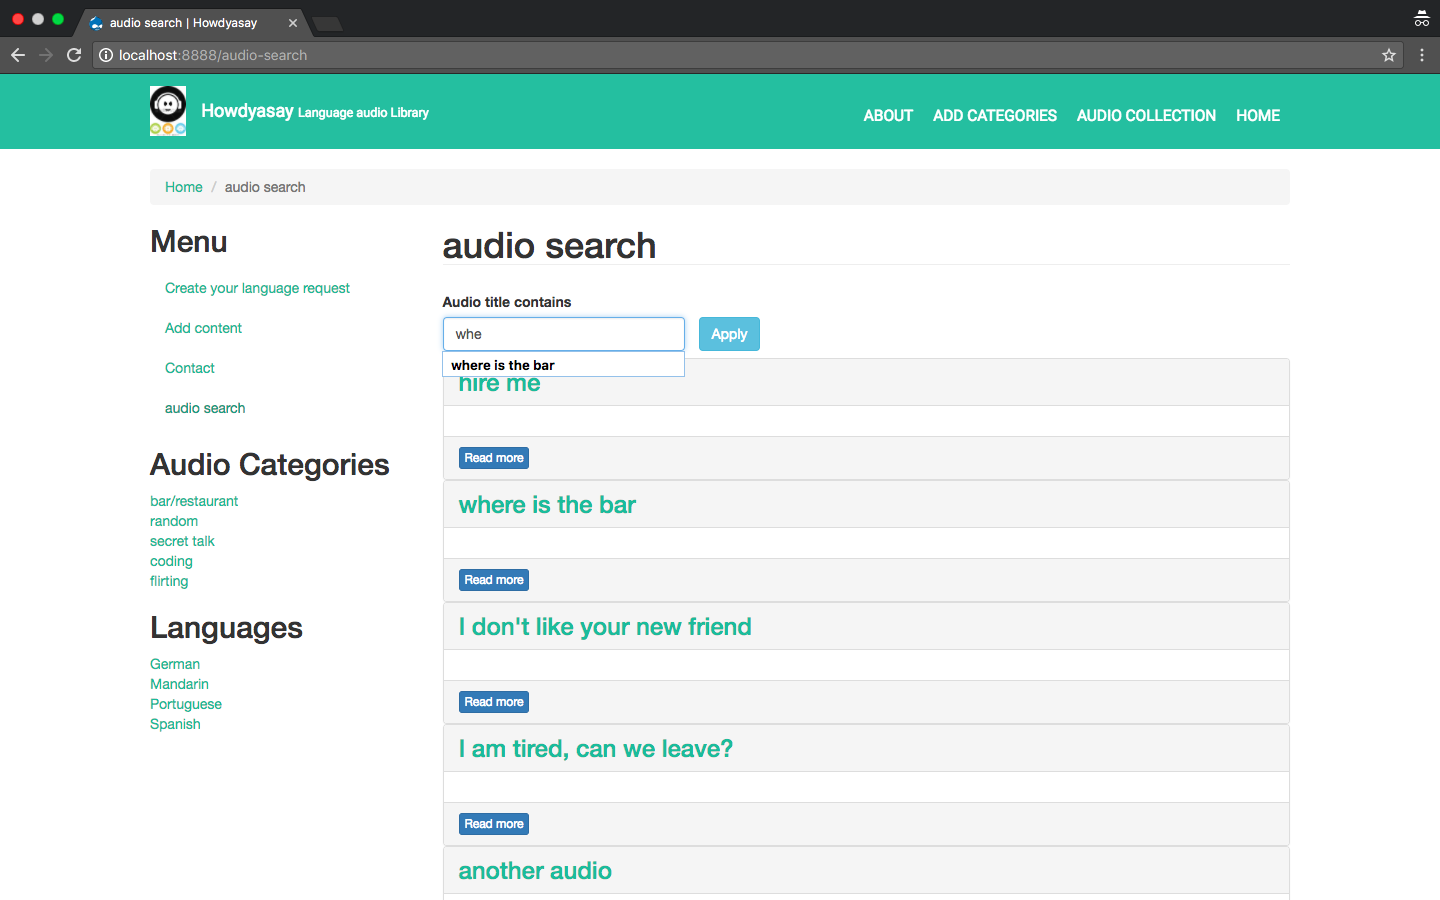 audio search | Howdyasay
localhost:8888/audio-search
Howdyasay Language audio Library
ABOUT ADD CATEGORIES AUDIO COLLECTION HOME
Home / audio search
Menu
Create your language request
Add content
Contact
audio search
Audio Categories
bar/restaurant
random
secret talk
coding
flirting
Languages
German
Mandarin
Portuguese
Spanish
audio search
Audio title contains
whe
Apply
where is the bar
hire me
Read more
where is the bar
Read more
I don't like your new friend
Read more
I am tired, can we leave?
Read more
another audio